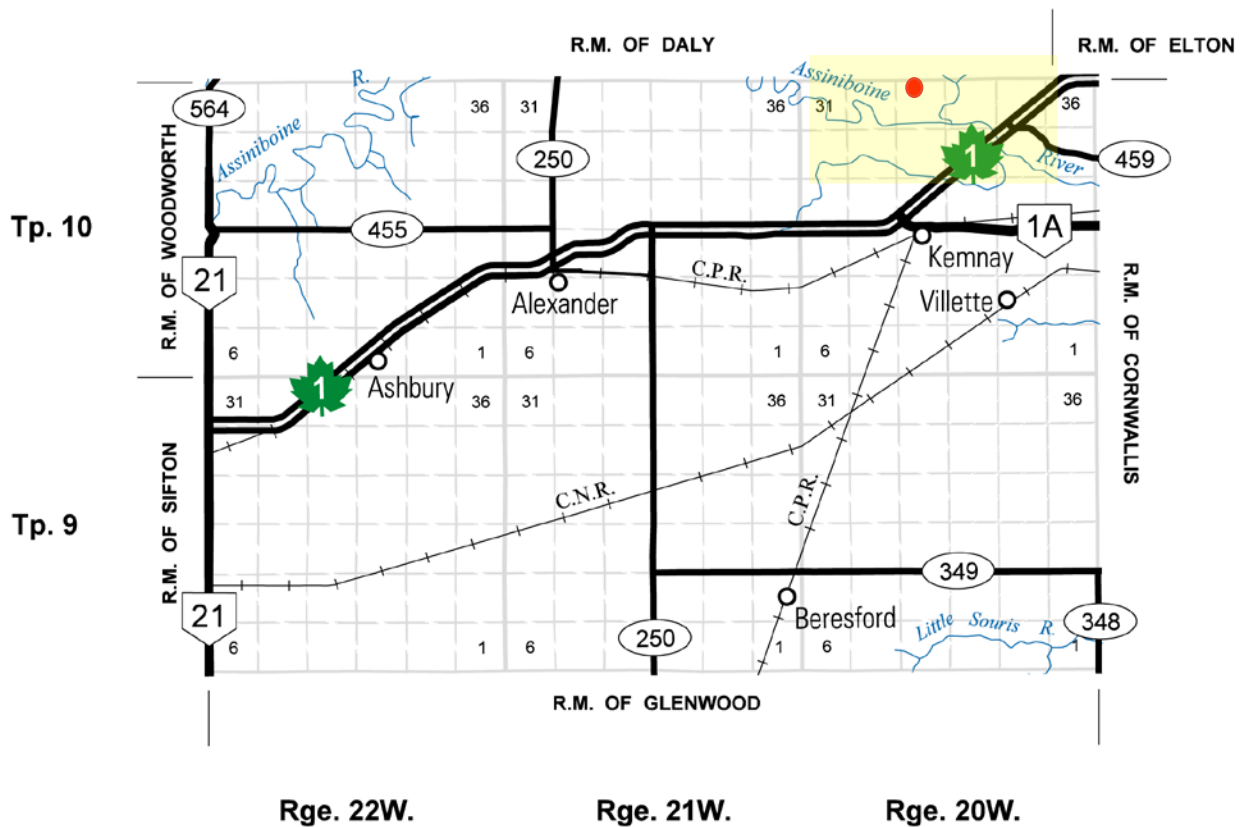 R.M. OF DALY
R.M. OF ELTON
R.
Assiniboine
564
36
31
36
31
36
250
1
459
Assiniboine
River
R.M. OF WOODWORTH
Tp. 10
455
1A
Kemnay
C.P.R.
21
Alexander
Villette
R.M. OF CORNWALLIS
6
1
6
1
6
1
1
Ashbury
31
36
31
36
31
36
R.M. OF SIFTON
C.N.R.
C.P.R.
Tp. 9
349
21
Beresford
250
Little Souris R.
348
6
1
6
1
6
1
R.M. OF GLENWOOD
Rge. 22W.
Rge. 21W.
Rge. 20W.